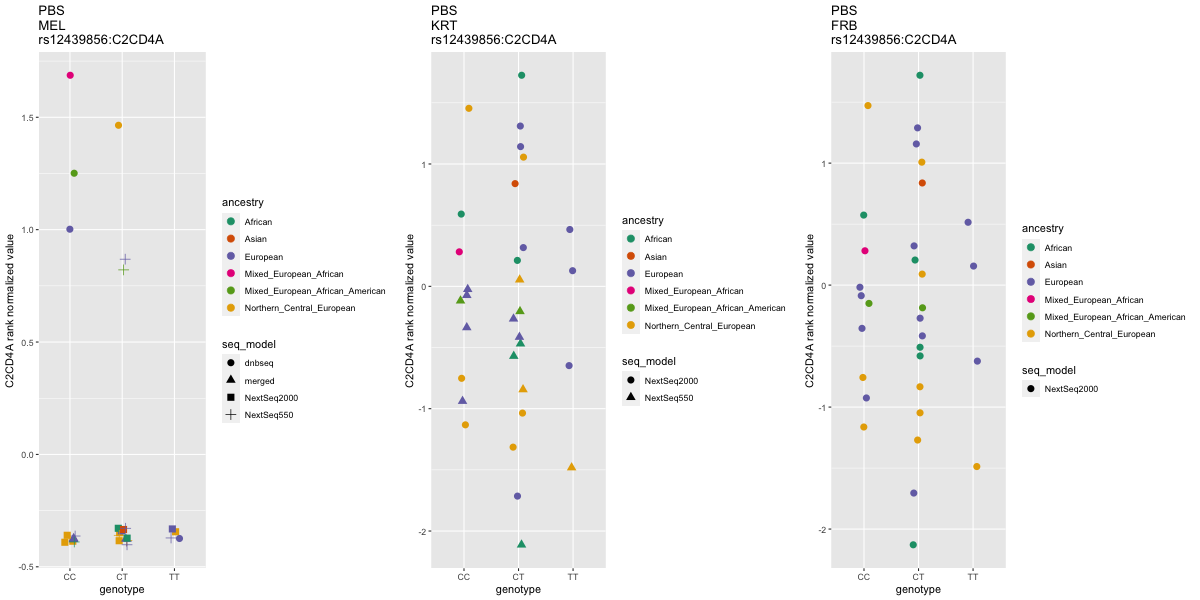 PBS
MEL
rs12439856:C2CD4A
C2CD4A rank normalized value
1.5
1.0
0.5
0.0
-0.5
CC
CT
TT
genotype
ancestry
African
Asian
European
Mixed_European_African
Mixed_European_African_American
Northern_Central_European
seq_model
dnbseq
merged
NextSeq2000
NextSeq550
PBS
KRT
rs12439856:C2CD4A
C2CD4A rank normalized value
1
0
-1
-2
CC
CT
TT
genotype
ancestry
African
Asian
European
Mixed_European_African
Mixed_European_African_American
Northern_Central_European
seq_model
NextSeq2000
NextSeq550
PBS
FRB
rs12439856:C2CD4A
C2CD4A rank normalized value
1
0
-1
-2
CC
CT
TT
genotype
ancestry
African
Asian
European
Mixed_European_African
Mixed_European_African_American
Northern_Central_European
seq_model
NextSeq2000